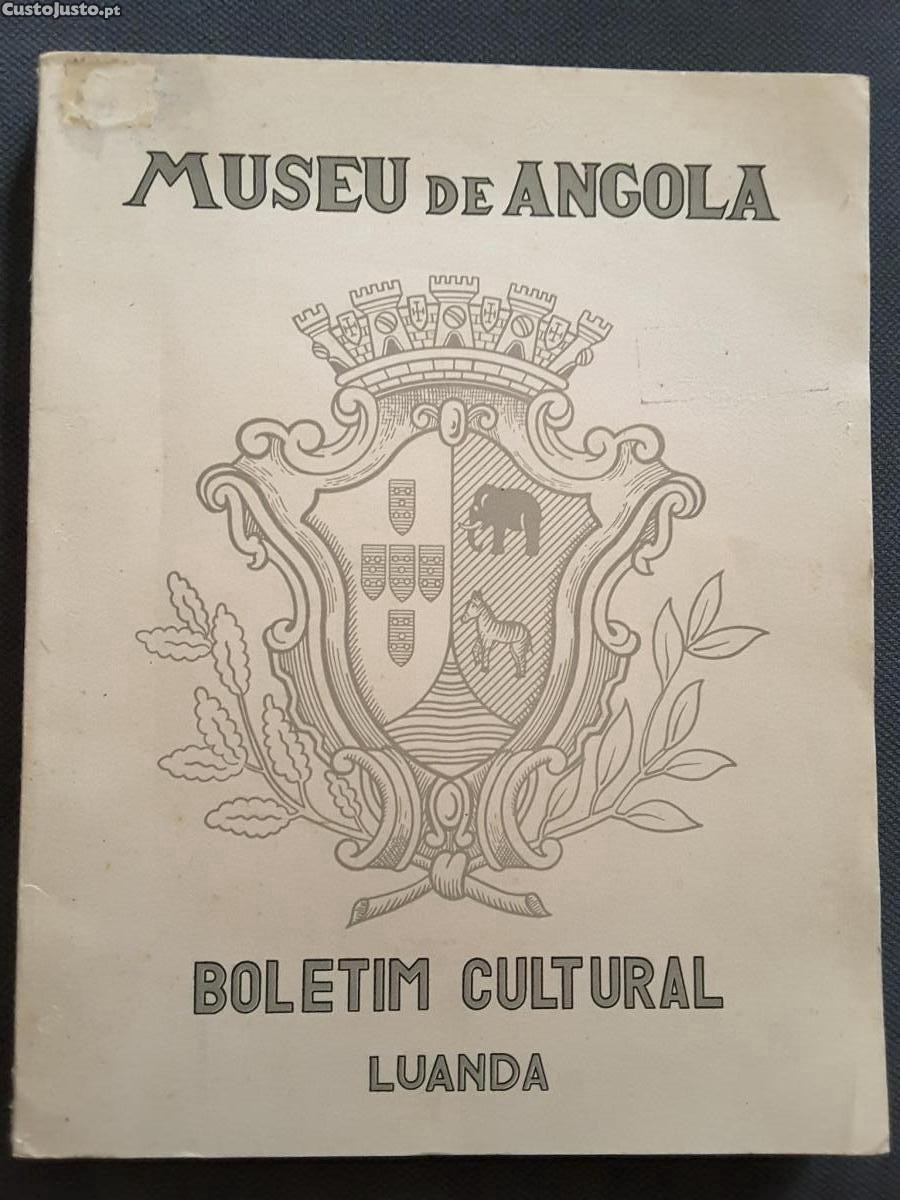 CustoJusto.pt
MUSEU DE ANGOLA
BOLETIM CULTURAL
LUANDA